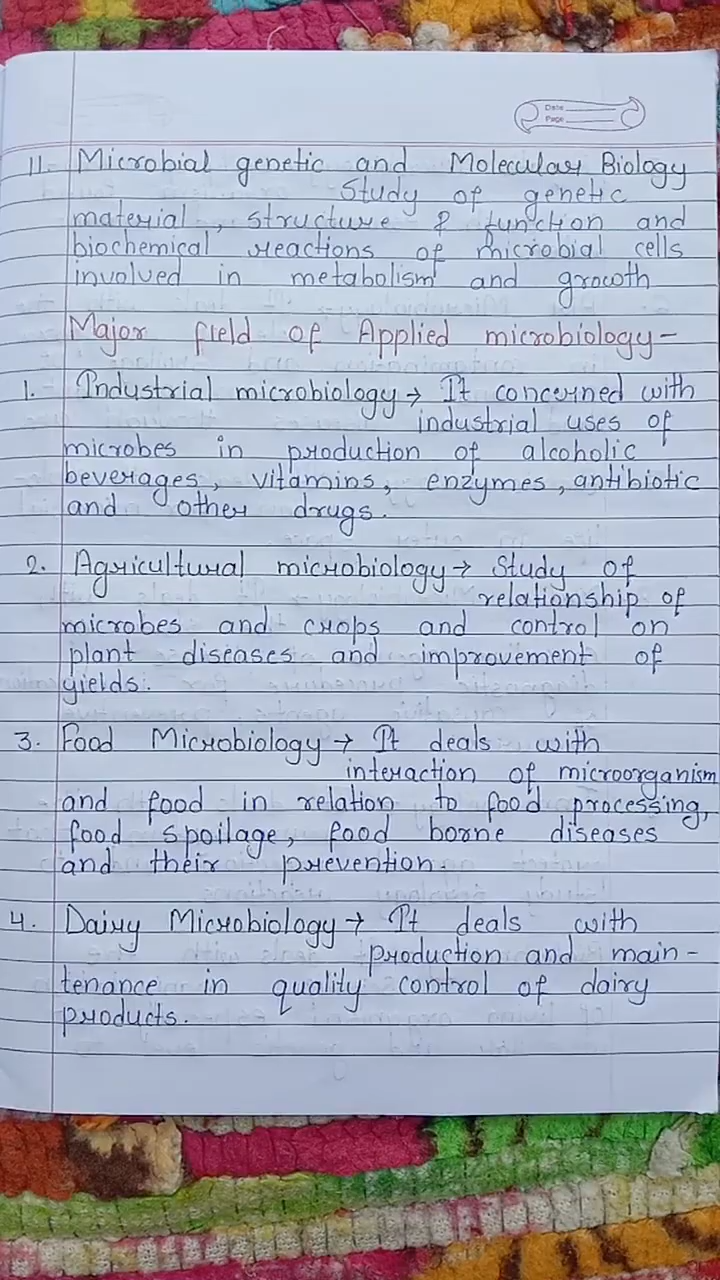 Date
Page
11. Microbial genetic and Molecular Biology
Study of genetic
material, structure & function and
biochemical reactions of microbial cells
involved in metabolism and growth
Major field of Applied microbiology-
1. Industrial microbiology → It concerned with
industrial uses of
microbes in production of alcoholic
beverages, vitamins, enzymes, antibiotic
and other drugs.
2. Agricultural microbiology → Study of
relationship of
microbes and crops and control on
plant diseases and improvement of
yields.
3. Food Microbiology → It deals with
interaction of microorganism
and food in relation to food processing,
food spoilage, food borne diseases
and their prevention.
4. Dairy Microbiology → It deals with
production and main-
tenance in quality control of dairy
products.